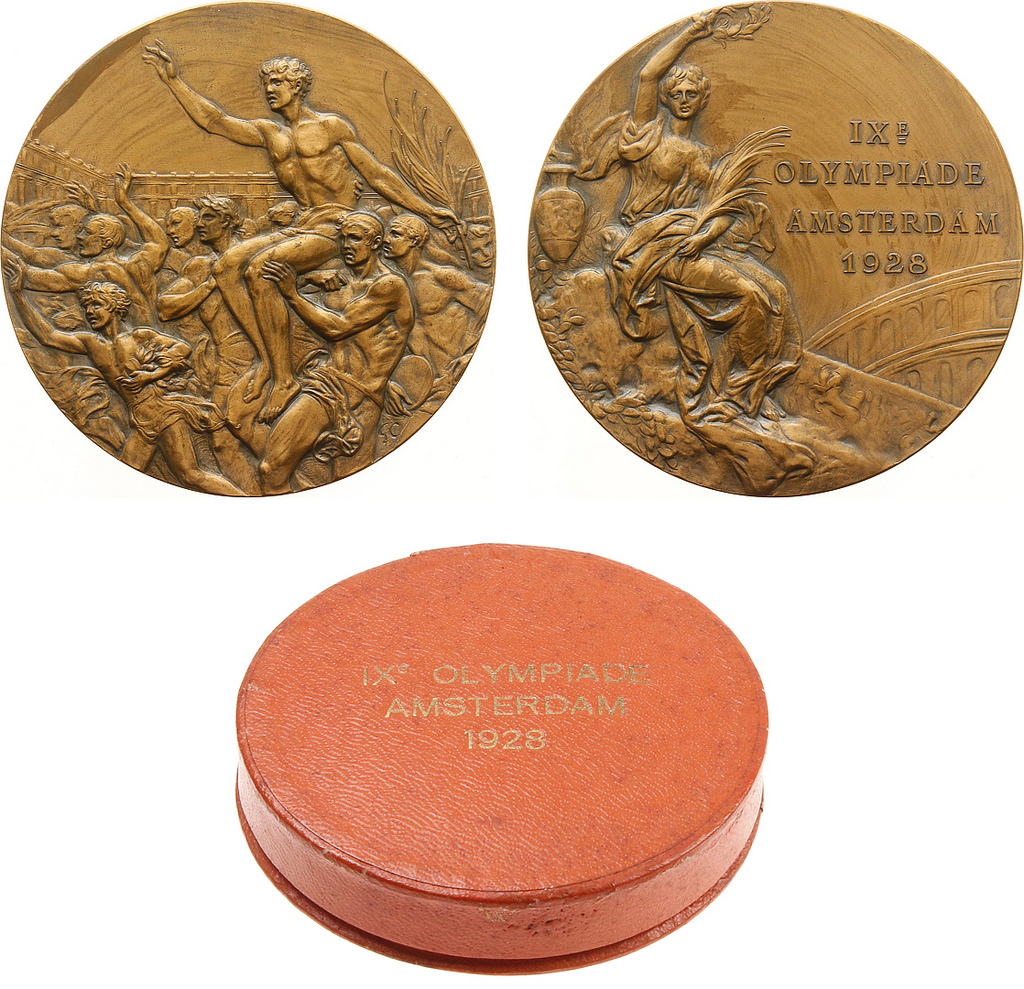 IXE
OLYMPIADE
AMSTERDAM
1928
IXe OLYMPIADE
AMSTERDAM
1928